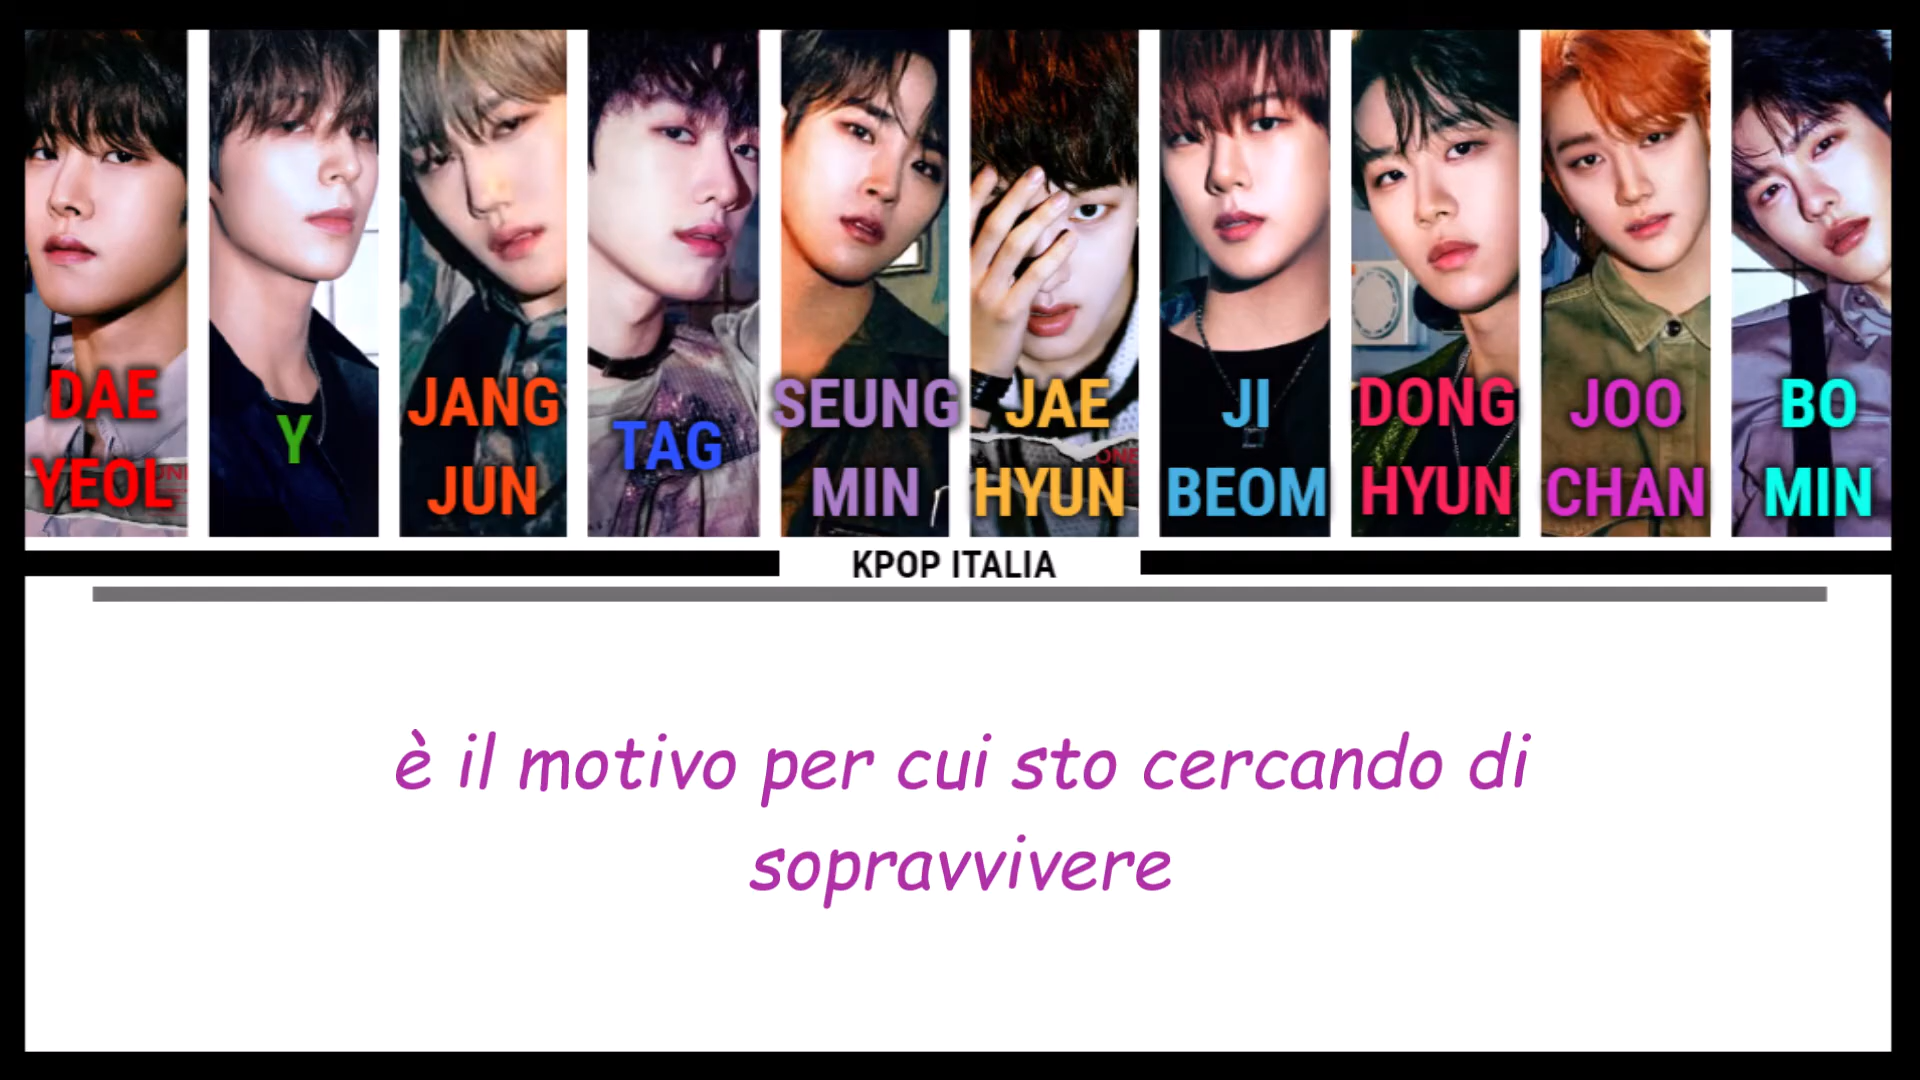 DAE
YEOL
Y
JANG
JUN
TAG
SEUNG
MIN
JAE
HYUN
JI
BEOM
DONG
HYUN
JOO
CHAN
BO
MIN
KPOP ITALIA
è il motivo per cui sto cercando di
sopravvivere